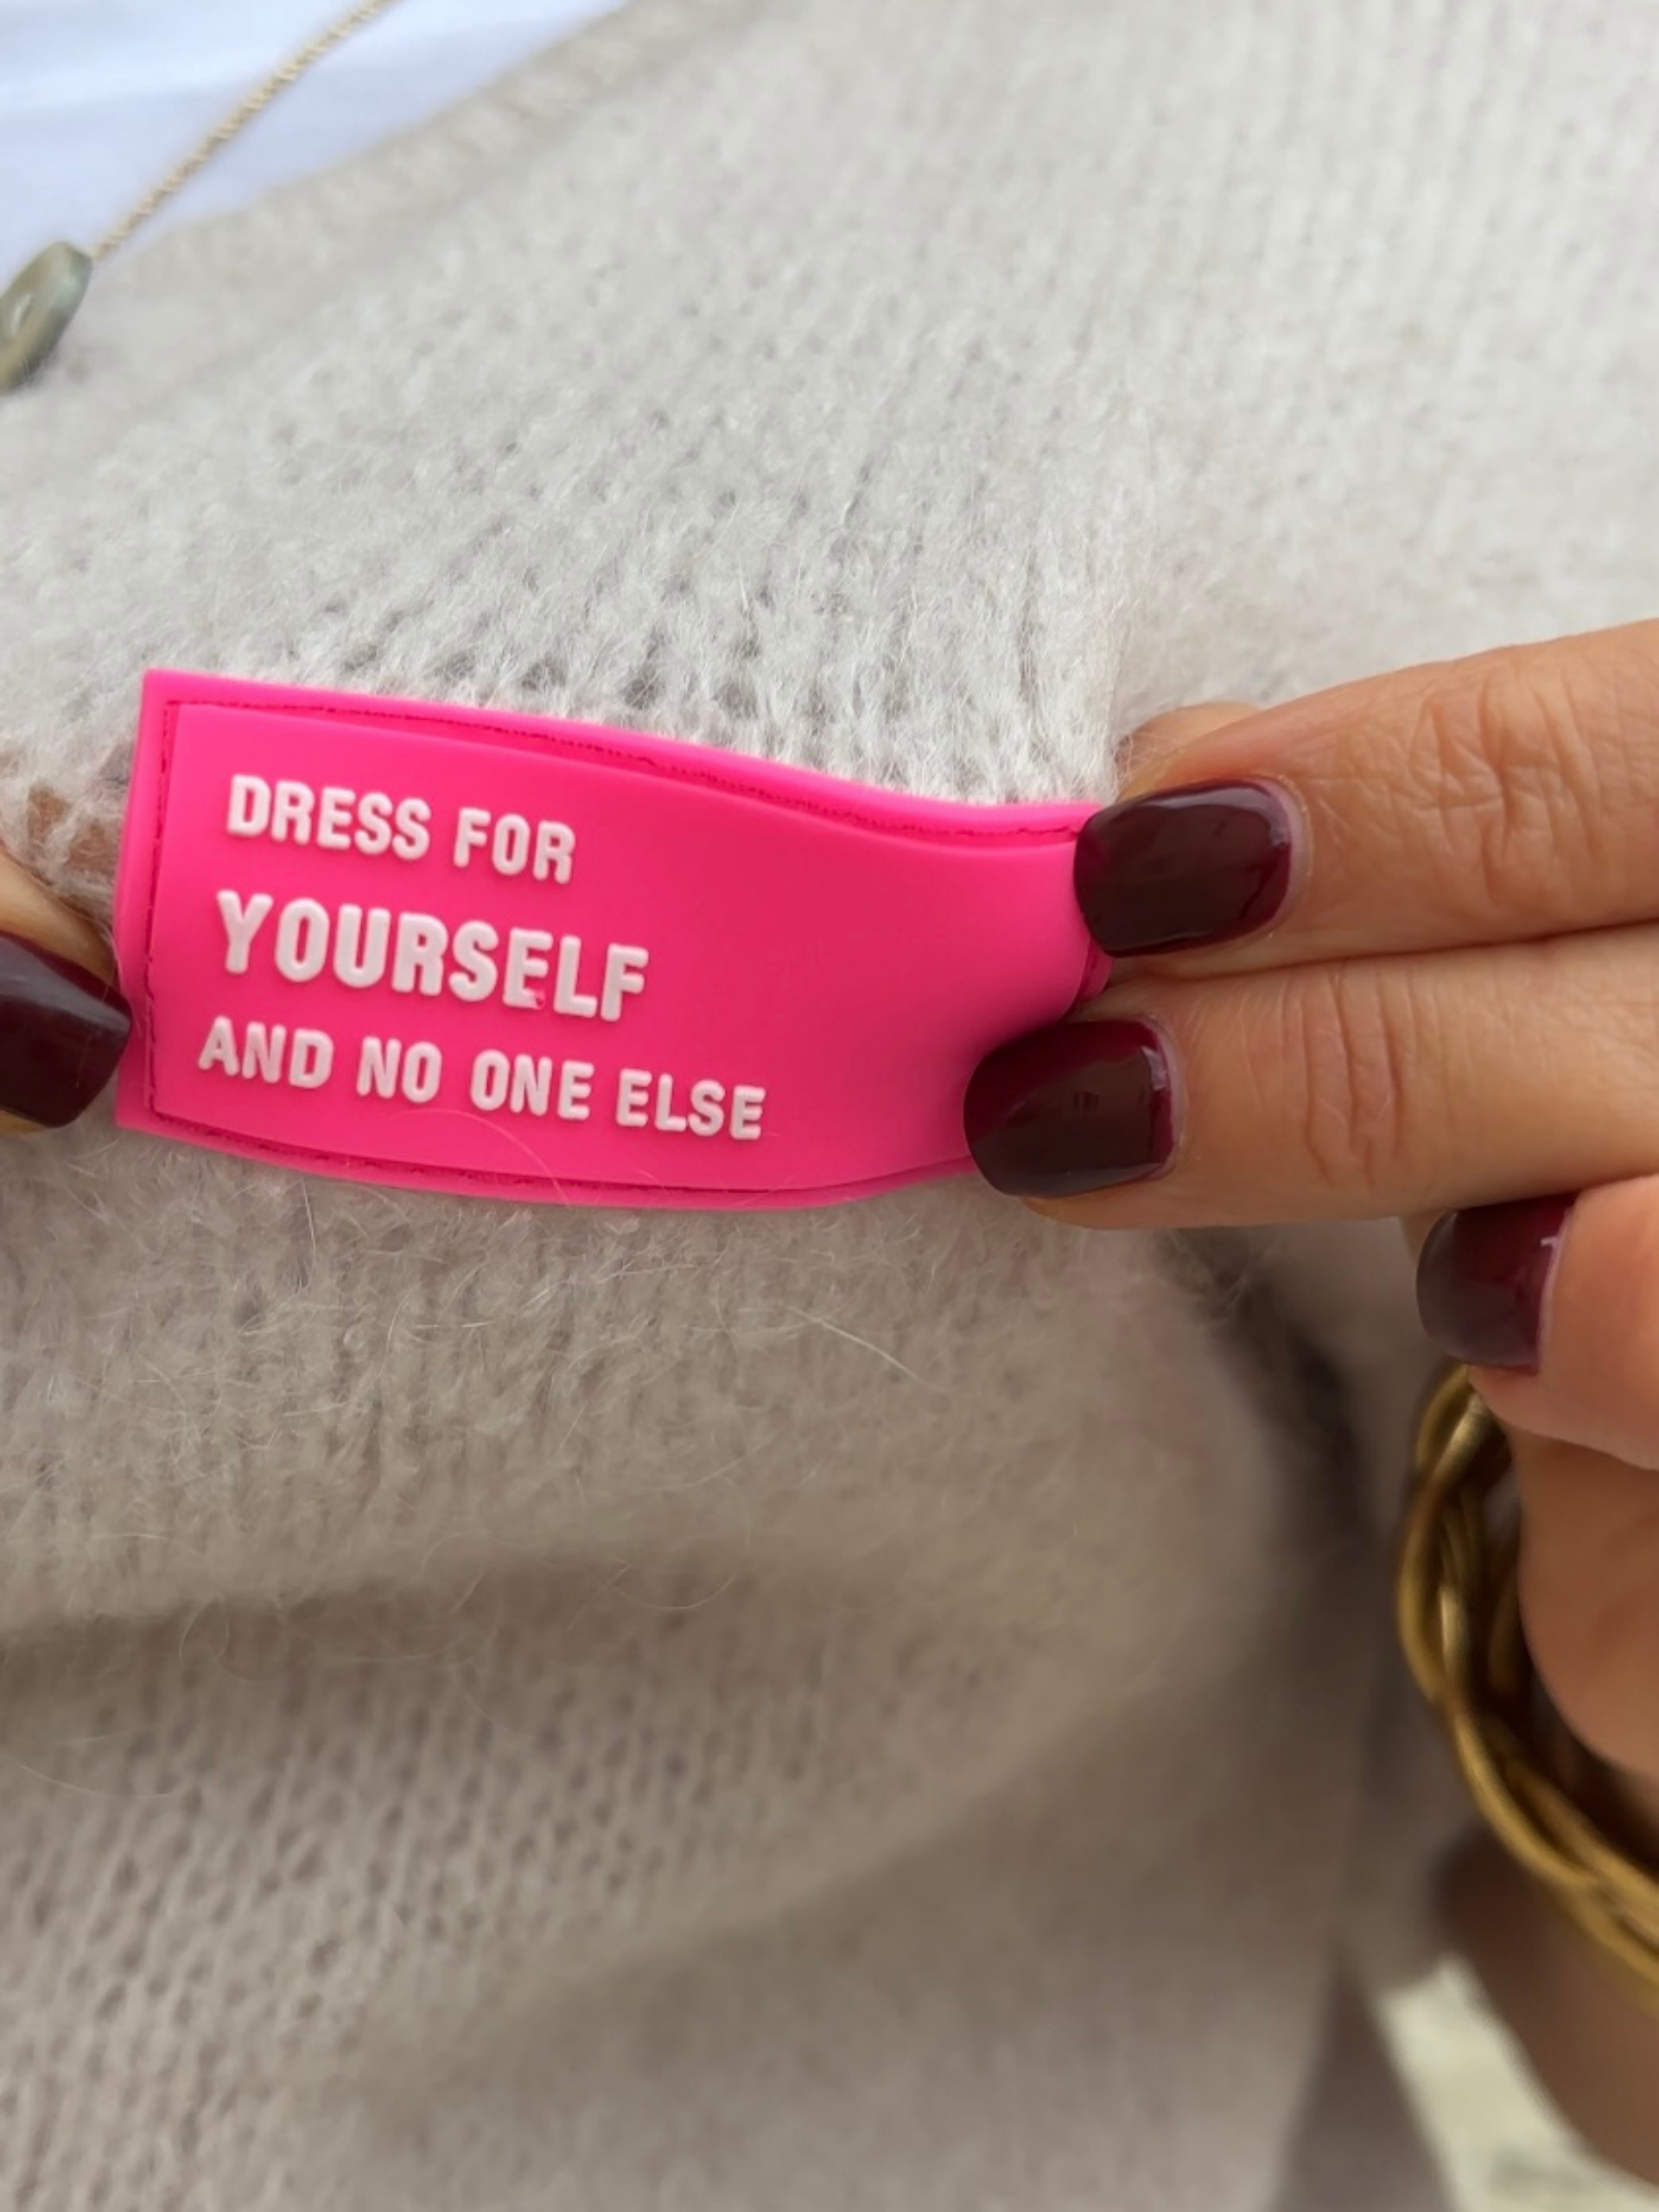 DRESS FOR
YOURSELF
AND NO ONE ELSE